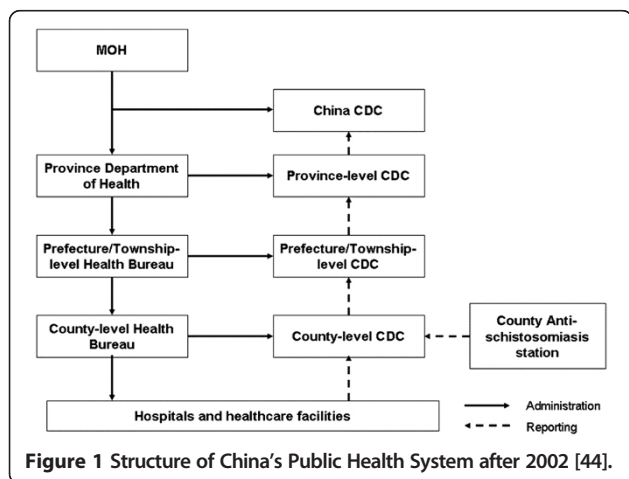 MOH
China CDC
Province Department
of Health
Province-level CDC
Prefecture/Township-
level Health Bureau
Prefecture/Township-
level CDC
County-level Health
Bureau
County-level CDC
County Anti-
schistosomiasis
station
Hospitals and healthcare facilities
Administration
Reporting
Figure 1 Structure of China's Public Health System after 2002 [44].